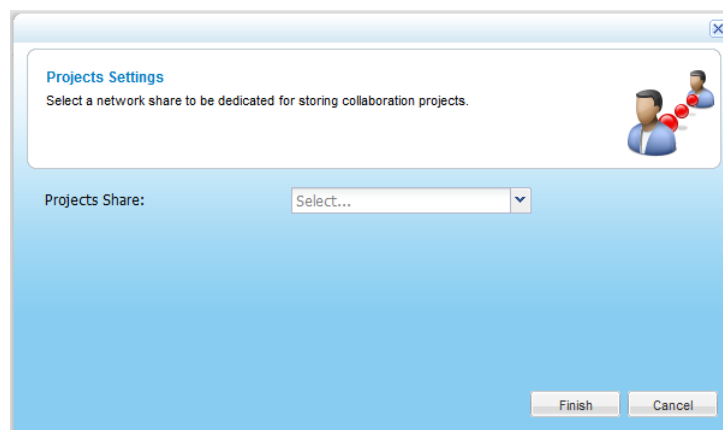 Projects Settings
Select a network share to be dedicated for storing collaboration projects.
Projects Share:
Select...
Finish
Cancel